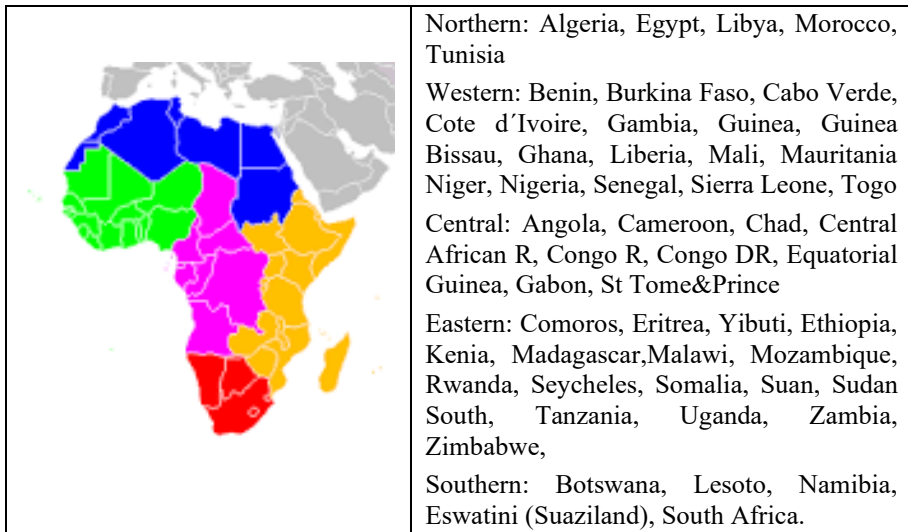 Northern: Algeria, Egypt, Libya, Morocco,
Tunisia
Western: Benin, Burkina Faso, Cabo Verde,
Cote d´Ivoire, Gambia, Guinea, Guinea
Bissau, Ghana, Liberia, Mali, Mauritania
Niger, Nigeria, Senegal, Sierra Leone, Togo
Central: Angola, Cameroon, Chad, Central
African R, Congo R, Congo DR, Equatorial
Guinea, Gabon, St Tome&Prince
Eastern: Comoros, Eritrea, Yibuti, Ethiopia,
Kenia, Madagascar,Malawi, Mozambique,
Rwanda, Seycheles, Somalia, Suan, Sudan
South, Tanzania, Uganda, Zambia,
Zimbabwe,
Southern: Botswana, Lesoto, Namibia,
Eswatini (Suaziland), South Africa.